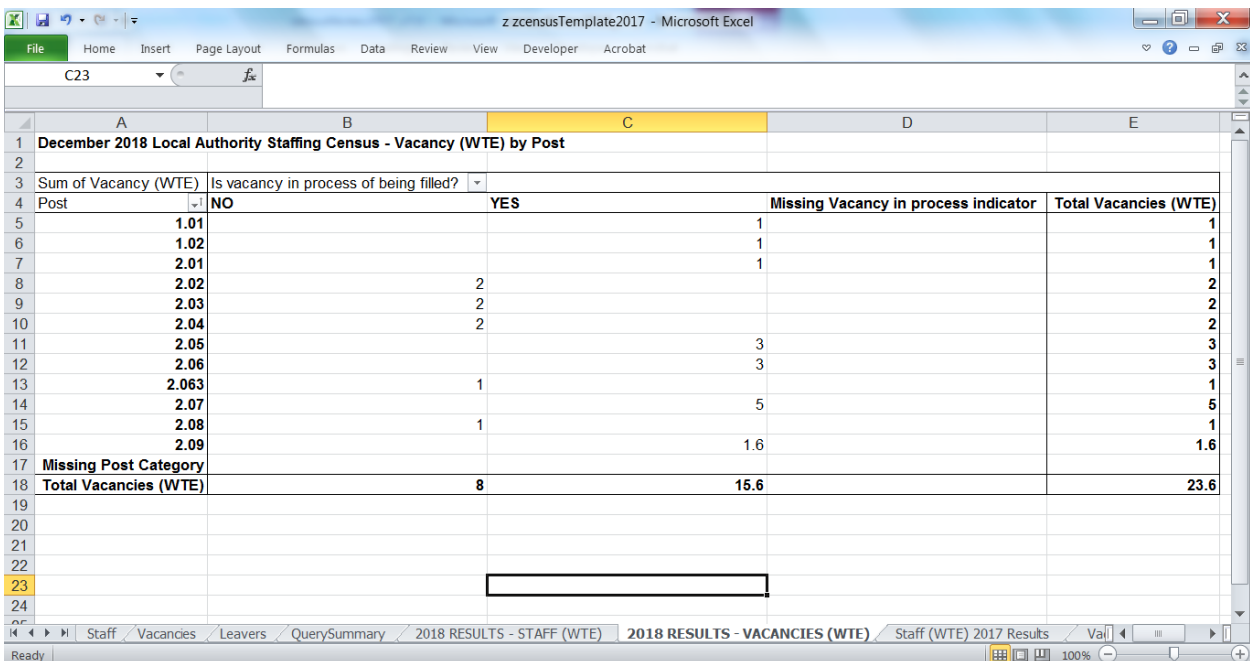 z zcensusTemplate2017 - Microsoft Excel
File Home Insert Page Layout Formulas Data Review View Developer Acrobat
C23 fx
A B C D E
1 December 2018 Local Authority Staffing Census - Vacancy (WTE) by Post
2
3 Sum of Vacancy (WTE) Is vacancy in process of being filled?
4 Post NO YES Missing Vacancy in process indicator Total Vacancies (WTE)
5 1.01 1 1
6 1.02 1 1
7 2.01 1 1
8 2.02 2 2
9 2.03 2 2
10 2.04 2 2
11 2.05 3 3
12 2.06 3 3
13 2.063 1 1
14 2.07 5 5
15 2.08 1 1
16 2.09 1.6 1.6
17 Missing Post Category
18 Total Vacancies (WTE) 8 15.6 23.6
19
20
21
22
23
24
Staff Vacancies Leavers QuerySummary 2018 RESULTS - STAFF (WTE) 2018 RESULTS - VACANCIES (WTE) Staff (WTE) 2017 Results
Ready 100%